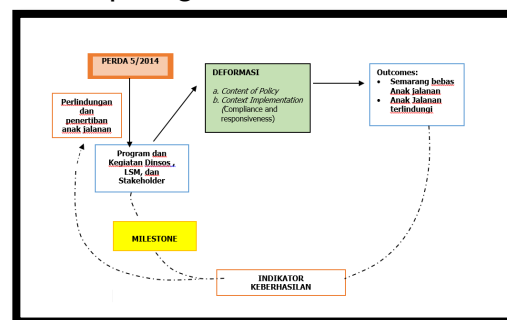 PERDA 5/2014
DEFORMASI
a. Content of Policy
b. Context Implementation
(Compliance and
responsiveness)
Outcomes:
• Semarang bebas
Anak jalanan
• Anak Jalanan
terlindungi
Perlindungan
dan
penertiban
anak jalanan
Program dan
Kegiatan Dinsos ,
LSM, dan
Stakeholder
MILESTONE
INDIKATOR
KEBERHASILAN